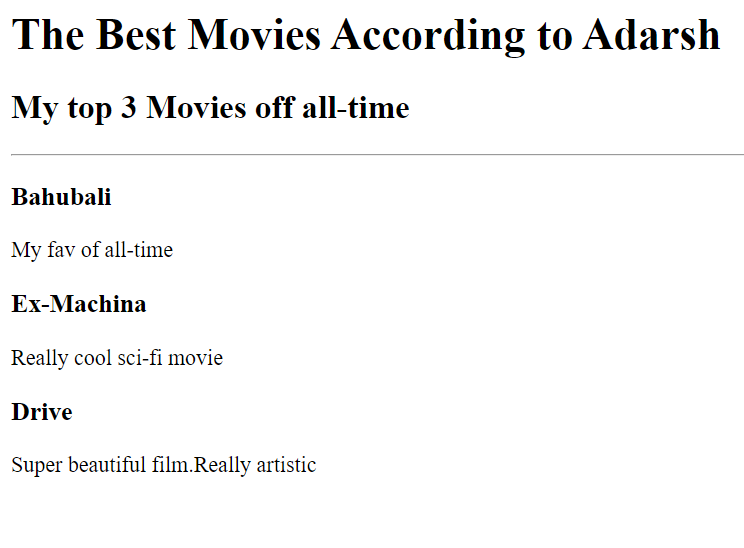 The Best Movies According to Adarsh
My top 3 Movies off all-time
Bahubali
My fav of all-time
Ex-Machina
Really cool sci-fi movie
Drive
Super beautiful film.Really artistic